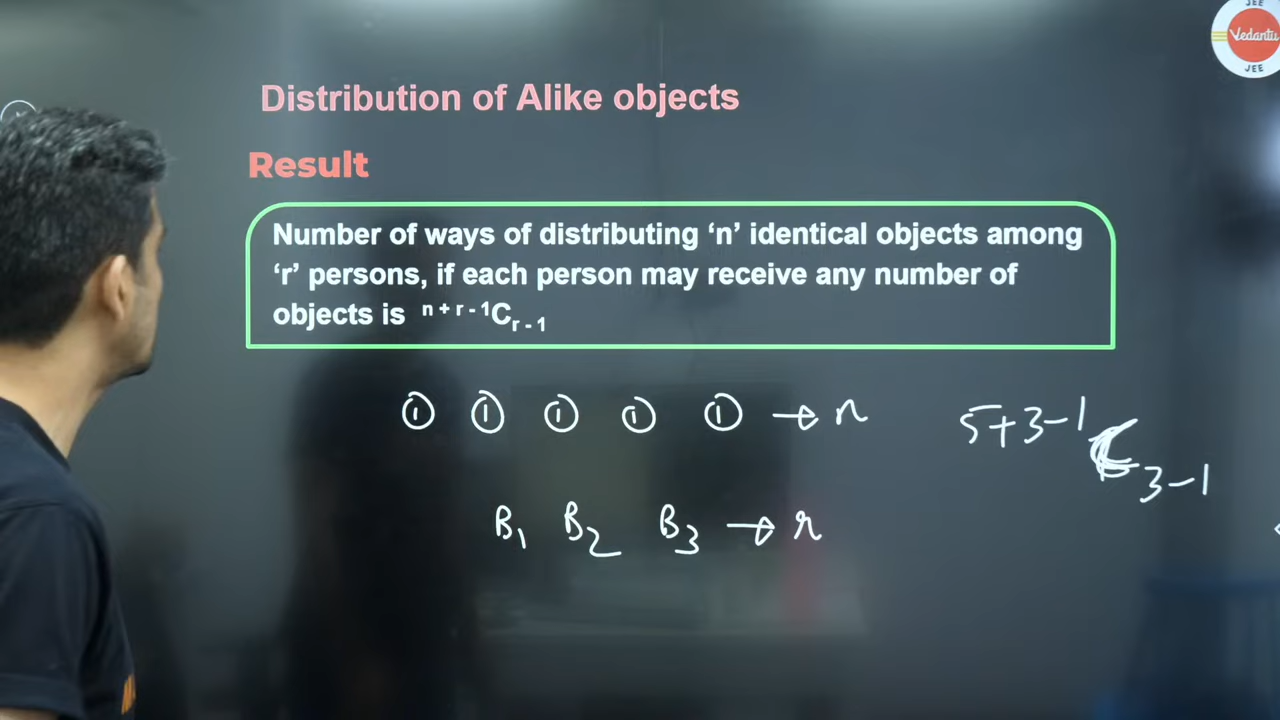 JEE
Vedantu
JEE
Distribution of Alike objects
Result
Number of ways of distributing ‘n’ identical objects among
‘r’ persons, if each person may receive any number of
objects is ⁿ ⁺ ʳ ⁻ ¹C r - 1
① ① ① ① ① → n
5+3-1 C 3-1
B₁ B₂ B₃ → r